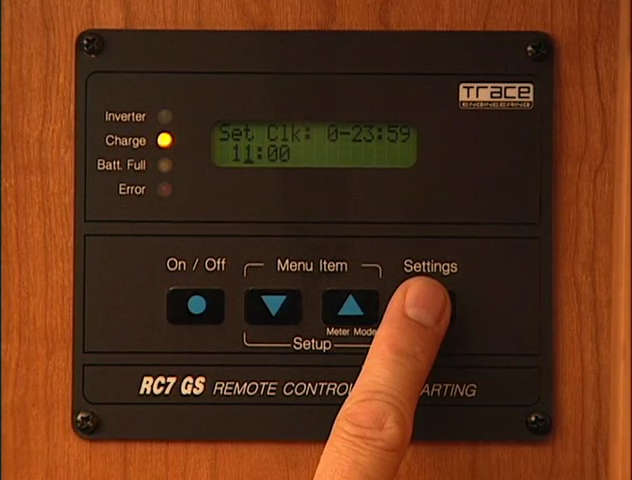 TRACE
ENGINEERING
Inverter
Charge
Batt. Full
Error
Set Clk: 0-23:59
11:00
On / Off
Menu Item
Settings
Meter Mode
Setup
RC7 GS REMOTE CONTROL ARTING